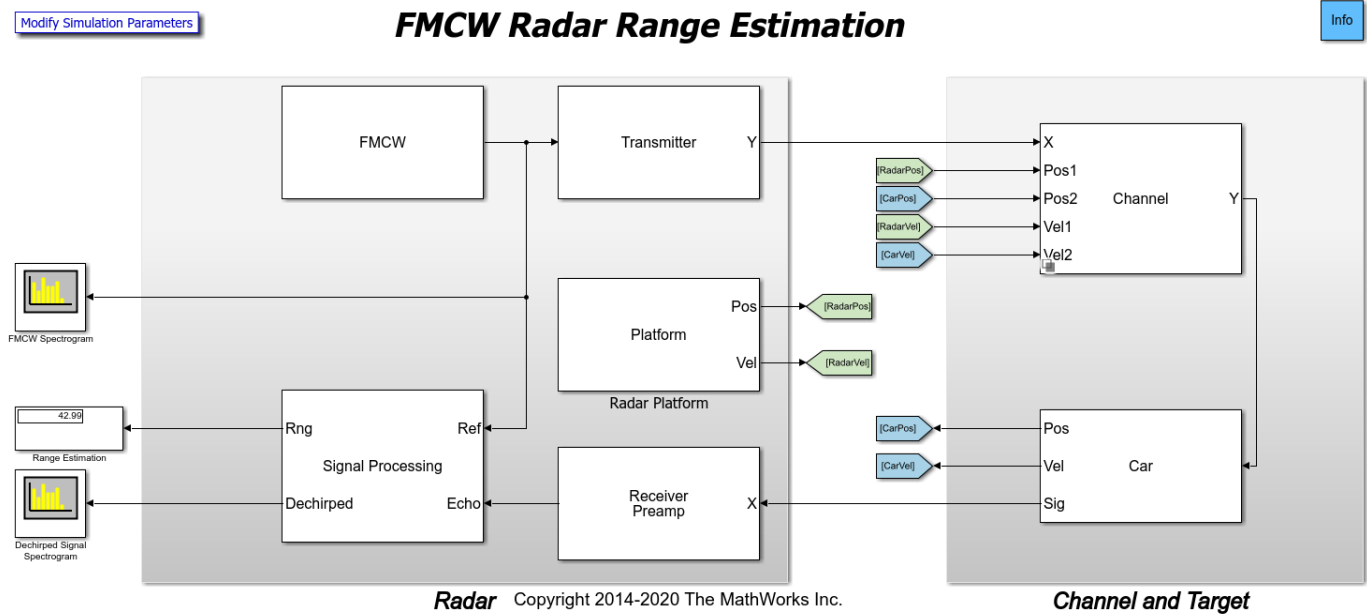 Modify Simulation Parameters
FMCW Radar Range Estimation
Info
FMCW
Transmitter
Y
X
[RadarPos]
Pos1
[CarPos]
Pos2
Channel
Y
[RadarVel]
Vel1
[CarVel]
Vel2
FMCW Spectrogram
Pos
[RadarPos]
Platform
Vel
[RadarVel]
Radar Platform
42.99
Range Estimation
Rng
Ref
Signal Processing
Dechirped
Echo
Dechirped Signal
Spectrogram
Receiver
Preamp
X
[CarPos]
Pos
[CarVel]
Vel
Car
Sig
Radar
Copyright 2014-2020 The MathWorks Inc.
Channel and Target